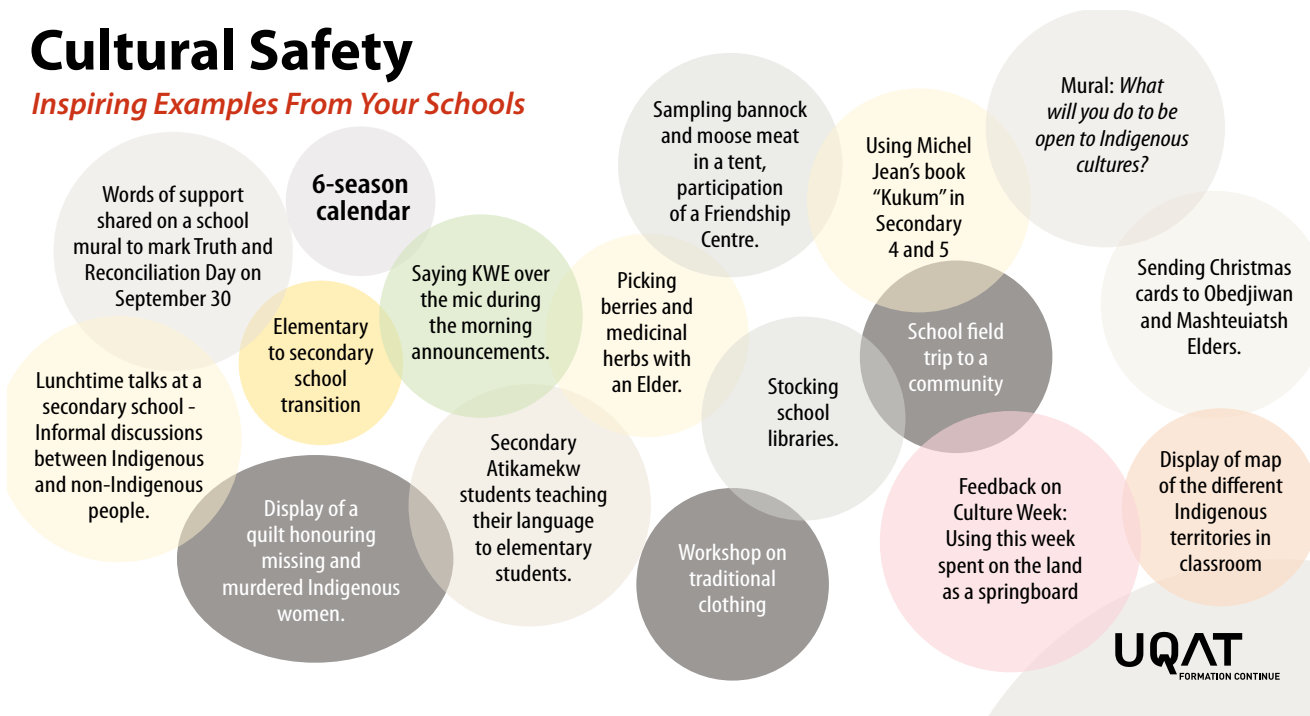 Cultural Safety
Inspiring Examples From Your Schools
Words of support
shared on a school
mural to mark Truth and
Reconciliation Day on
September 30
6-season
calendar
Sampling bannock
and moose meat
in a tent,
participation
of a Friendship
Centre.
Using Michel
Jean's book
"Kukum" in
Secondary
4 and 5
Mural: What
will you do to be
open to Indigenous
cultures?
Elementary
to secondary
school
transition
Saying KWE over
the mic during
the morning
announcements.
Picking
berries and
medicinal
herbs with
an Elder.
School field
trip to a
community
Sending Christmas
cards to Obedjiwan
and Mashteuiatsh
Elders.
Lunchtime talks at a
secondary school -
Informal discussions
between Indigenous
and non-Indigenous
people.
Display of a
quilt honouring
missing and
murdered Indigenous
women.
Secondary
Atikamekw
students teaching
their language
to elementary
students.
Stocking
school
libraries.
Workshop on
traditional
clothing
Feedback on
Culture Week:
Using this week
spent on the land
as a springboard
Display of map
of the different
Indigenous
territories in
classroom
UQAT
FORMATION CONTINUE